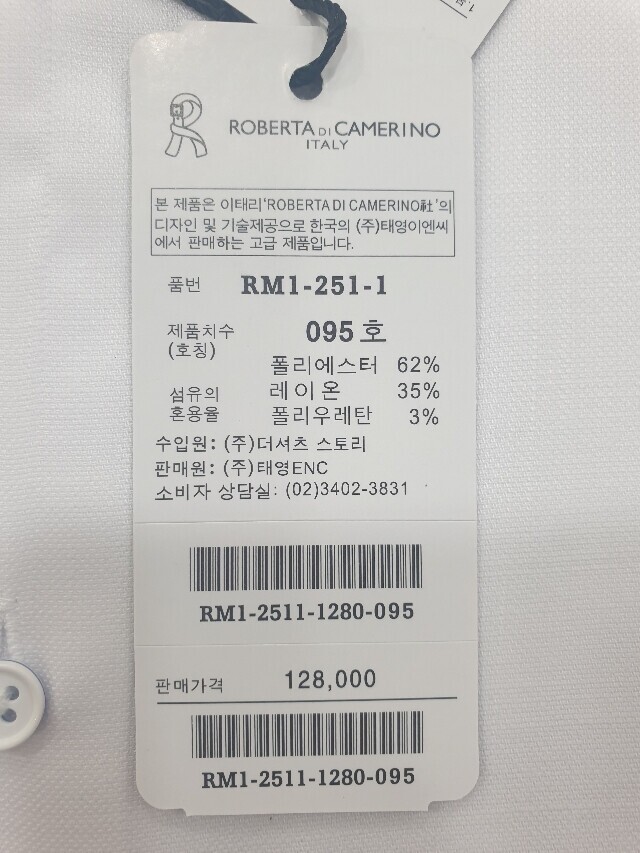 ROBERTA DI CAMERINO
ITALY
본 제품은 이태리'ROBERTA DI CAMERINO社'의
디자인 및 기술제공으로 한국의 (주)태영이엔씨
에서 판매하는 고급 제품입니다.
품번 RM1-251-1
제품치수 095 호
(호칭)
폴리에스터 62%
섬유의 레이온 35%
혼용율 폴리우레탄 3%
수입원: (주)더셔츠 스토리
판매원: (주)태영ENC
소비자 상담실: (02)3402-3831
RM1-2511-1280-095
판매가격 128,000
RM1-2511-1280-095